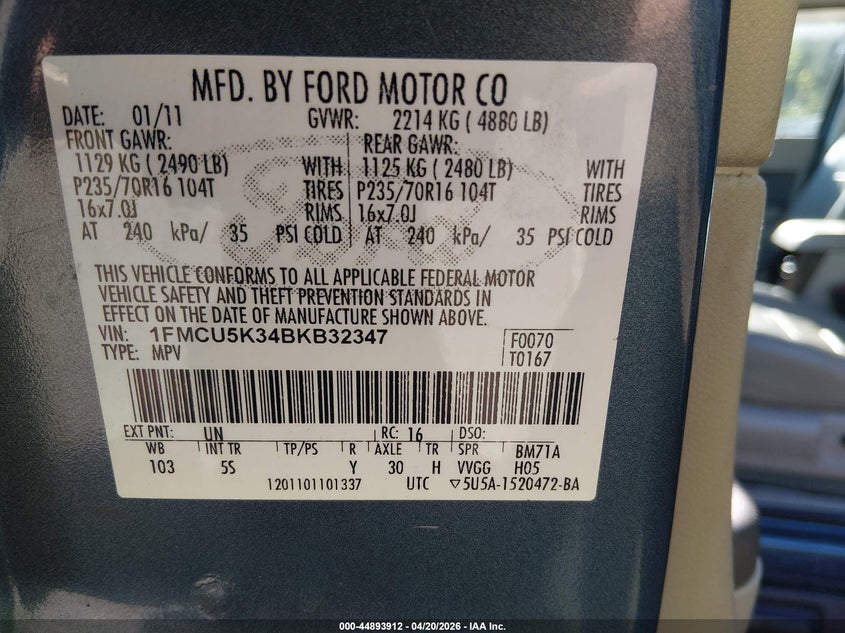 MFD. BY FORD MOTOR CO
DATE: 01/11 GVWR: 2214 KG ( 4880 LB)
FRONT GAWR: REAR GAWR:
1129 KG ( 2490 LB) WITH 1125 KG ( 2480 LB) WITH
P235/70R16 104T TIRES P235/70R16 104T TIRES
16x7.0J RIMS 16x7.0J RIMS
AT 240 kPa/ 35 PSI COLD AT 240 kPa/ 35 PSI COLD
THIS VEHICLE CONFORMS TO ALL APPLICABLE FEDERAL MOTOR
VEHICLE SAFETY AND THEFT PREVENTION STANDARDS IN
EFFECT ON THE DATE OF MANUFACTURE SHOWN ABOVE.
VIN: 1FMCU5K34BKB32347 F0070
TYPE: MPV T0167
EXT PNT: UN RC: 16 DSO:
WB INT TR TP/PS R AXLE TR SPR BM71A
103 5S Y 30 H VVGG H05
1201101101337 UTC ▽5U5A-1520472-BA
000-44893912 - 04/20/2026 - IAA Inc.